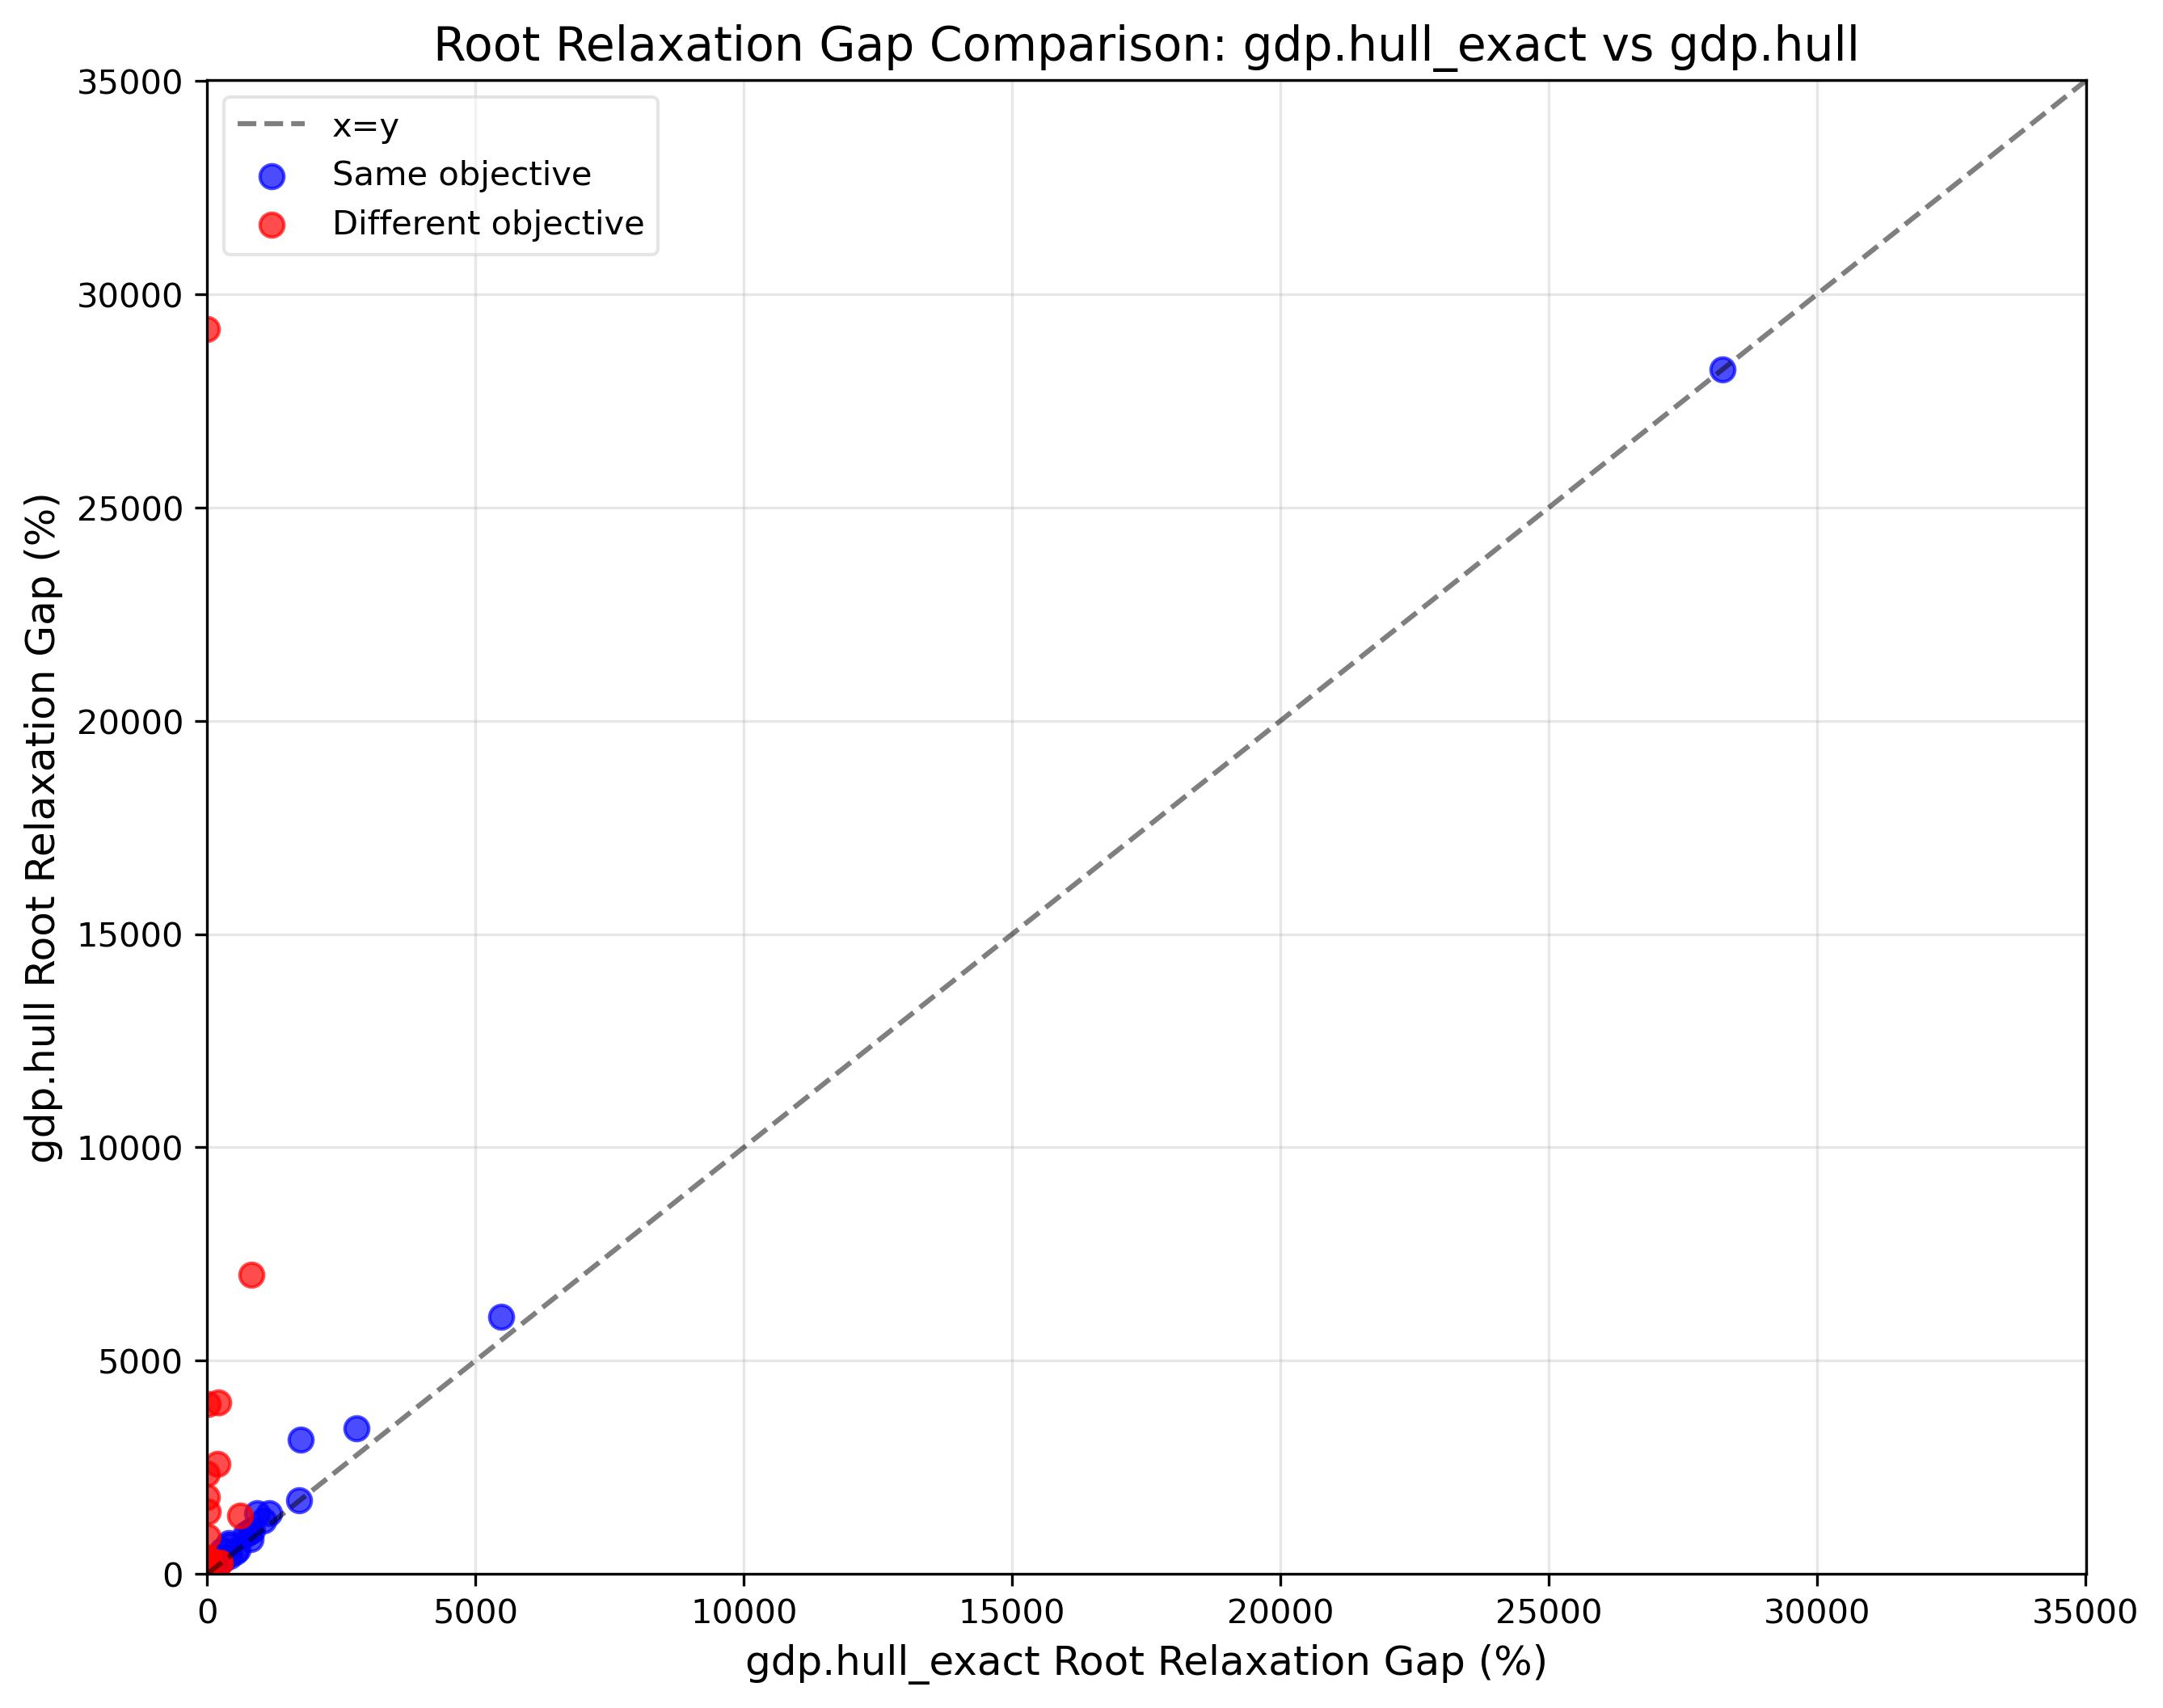 Root Relaxation Gap Comparison: gdp.hull_exact vs gdp.hull
x=y
Same objective
Different objective
gdp.hull Root Relaxation Gap (%)
35000
30000
25000
20000
15000
10000
5000
0
0 5000 10000 15000 20000 25000 30000 35000
gdp.hull_exact Root Relaxation Gap (%)